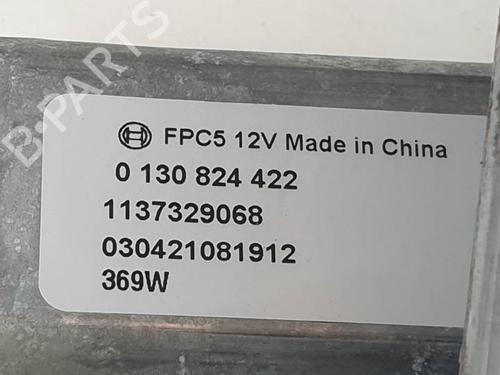 B-PARTS
FPC5 12V Made in China
0 130 824 422
1137329068
030421081912
369W